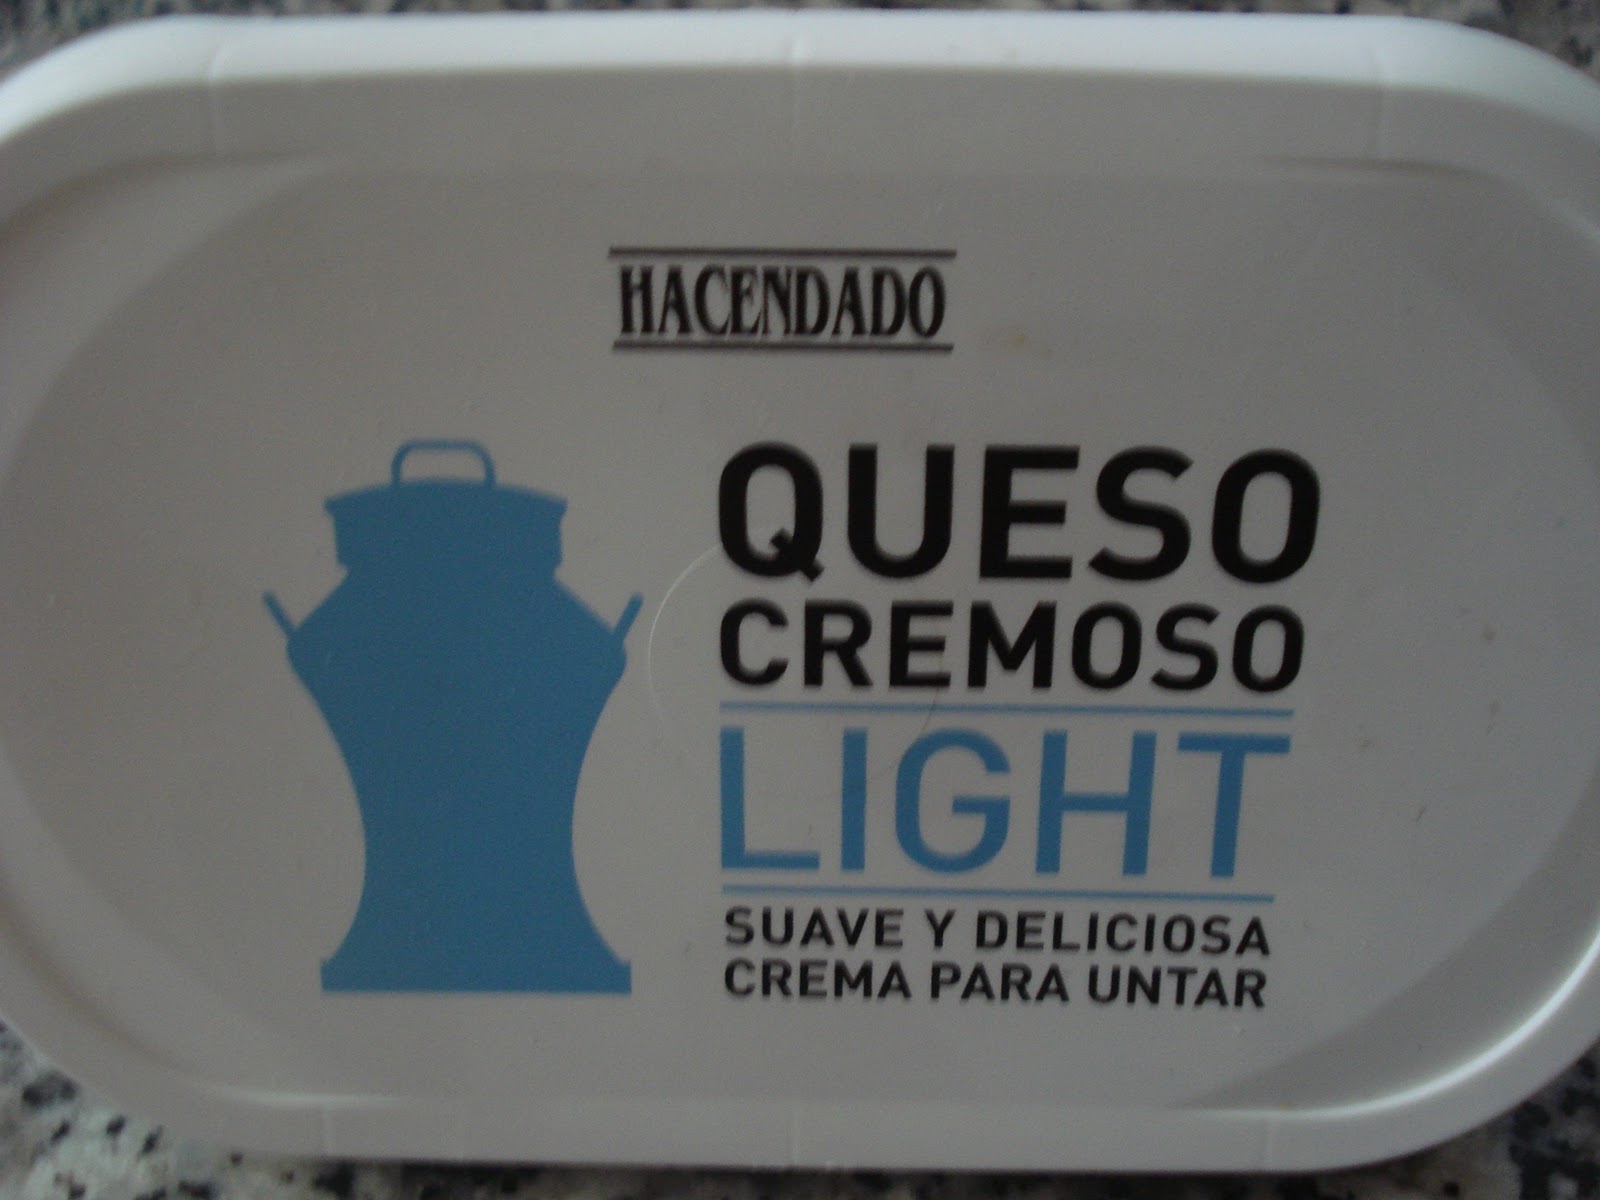 HACENDADO
QUESO
CREMOSO
LIGHT
SUAVE Y DELICIOSA
CREMA PARA UNTAR